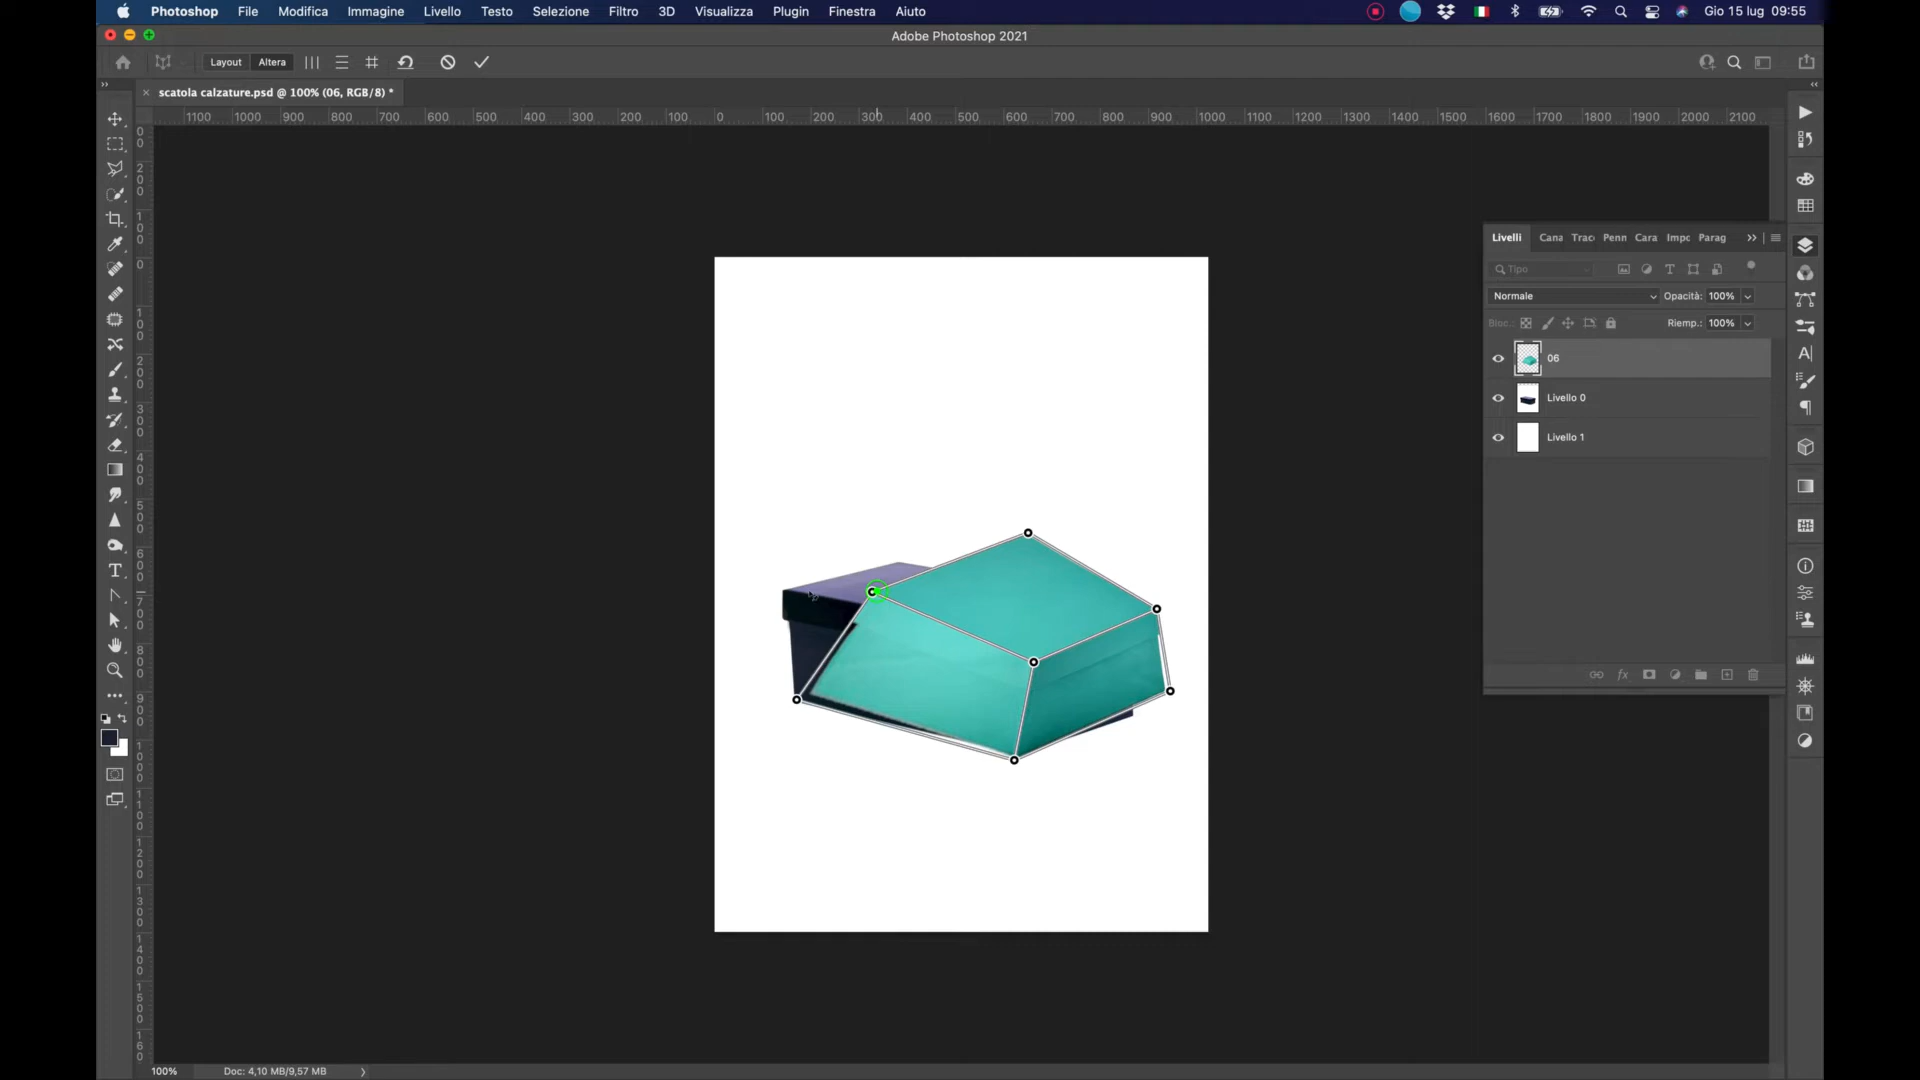 Photoshop File Modifica Immagine Livello Testo Selezione Filtro 3D Visualizza Plugin Finestra Aiuto Gio 15 lug 09:55
Adobe Photoshop 2021
Layout Altera
× scatola calzature.psd @ 100% (06, RGB/8) *
1100 1000 900 800 700 600 500 400 300 200 100 0 100 200 300 400 500 600 700 800 900 1000 1100 1200 1300 1400 1500 1600 1700 1800 1900 2000 2100
Livelli Cana Trac Penn Cara Impc Parag
Tipo
Normale Opacità: 100%
Bloc.: Riemp.: 100%
06
Livello 0
Livello 1
fx
100% Doc: 4,10 MB/9,57 MB